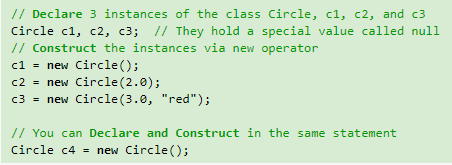 // Declare 3 instances of the class Circle, c1, c2, and c3
Circle c1, c2, c3;  // They hold a special value called null
// Construct the instances via new operator
c1 = new Circle();
c2 = new Circle(2.0);
c3 = new Circle(3.0, "red");

// You can Declare and Construct in the same statement
Circle c4 = new Circle();